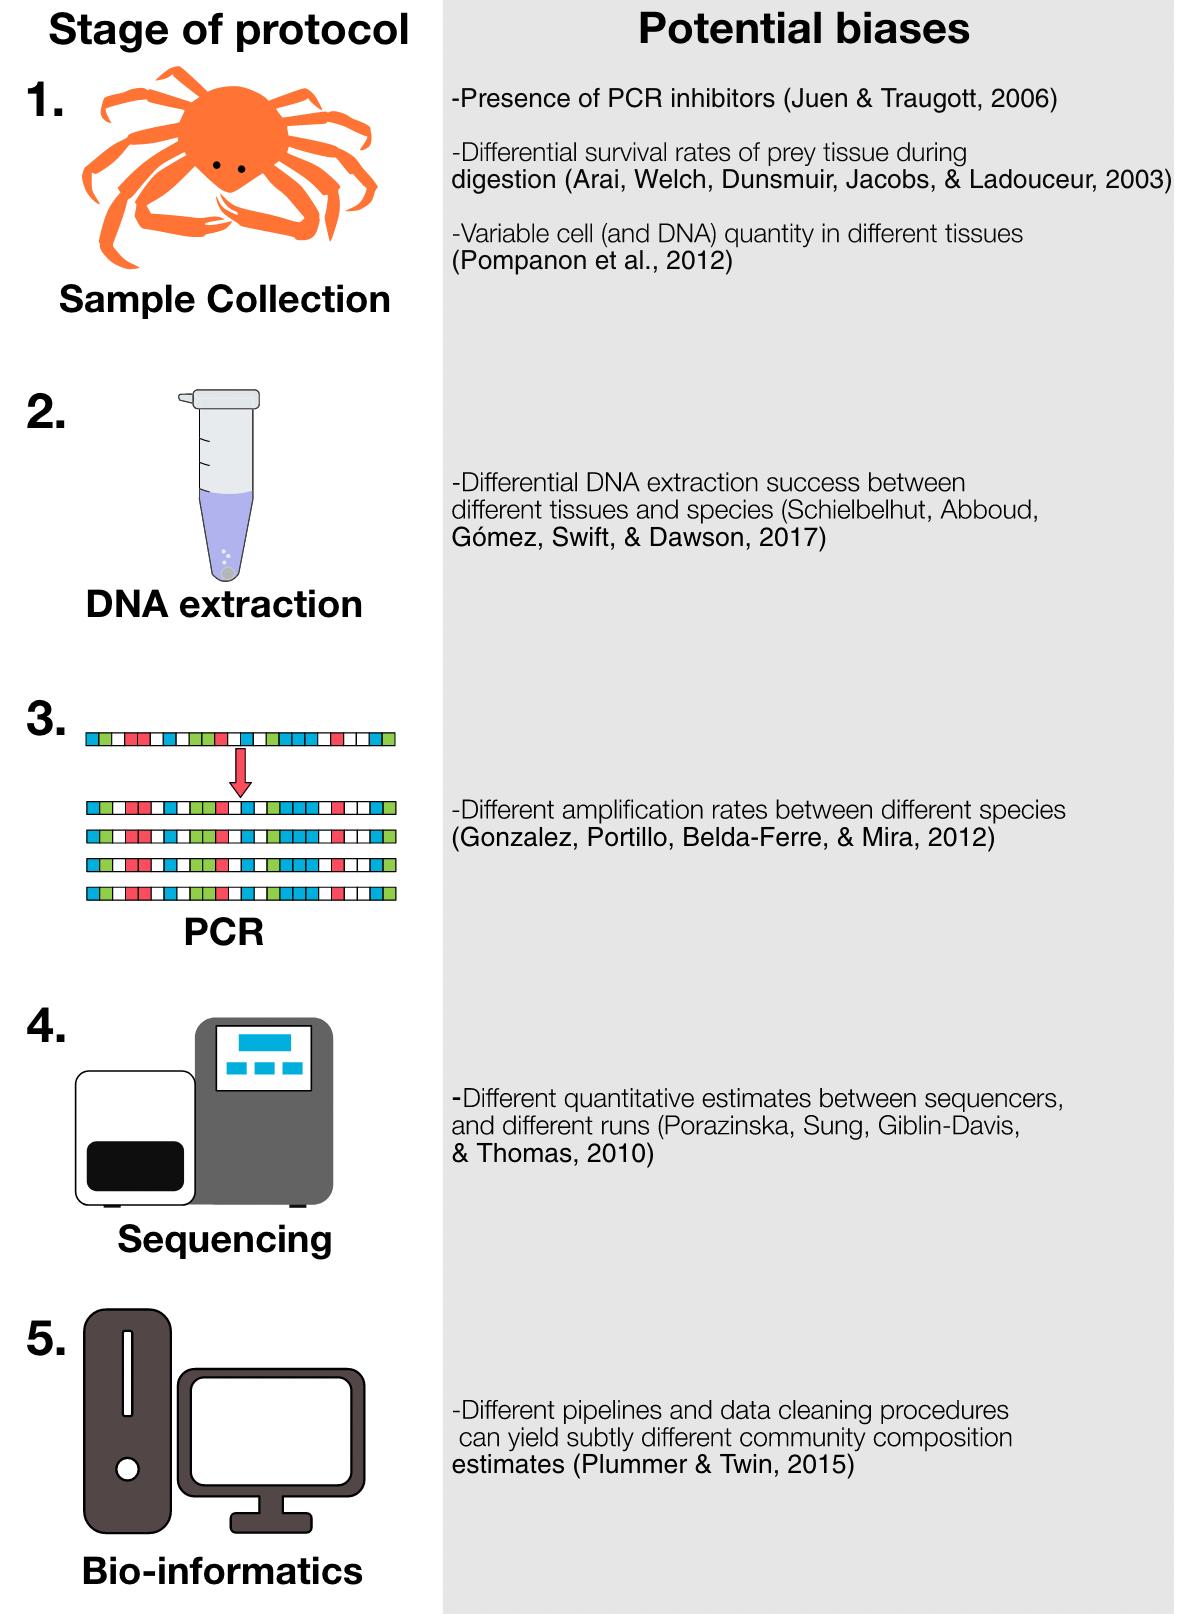 Stage of protocol
Potential biases
1.
Sample Collection
-Presence of PCR inhibitors (Juen & Traugott, 2006)
-Differential survival rates of prey tissue during
digestion (Arai, Welch, Dunsmuir, Jacobs, & Ladouceur, 2003)
-Variable cell (and DNA) quantity in different tissues
(Pompanon et al., 2012)
2.
DNA extraction
-Differential DNA extraction success between
different tissues and species (Schielbelhut, Abboud,
Gómez, Swift, & Dawson, 2017)
3.
PCR
-Different amplification rates between different species
(Gonzalez, Portillo, Belda-Ferre, & Mira, 2012)
4.
Sequencing
-Different quantitative estimates between sequencers,
and different runs (Porazinska, Sung, Giblin-Davis,
& Thomas, 2010)
5.
Bio-informatics
-Different pipelines and data cleaning procedures
can yield subtly different community composition
estimates (Plummer & Twin, 2015)